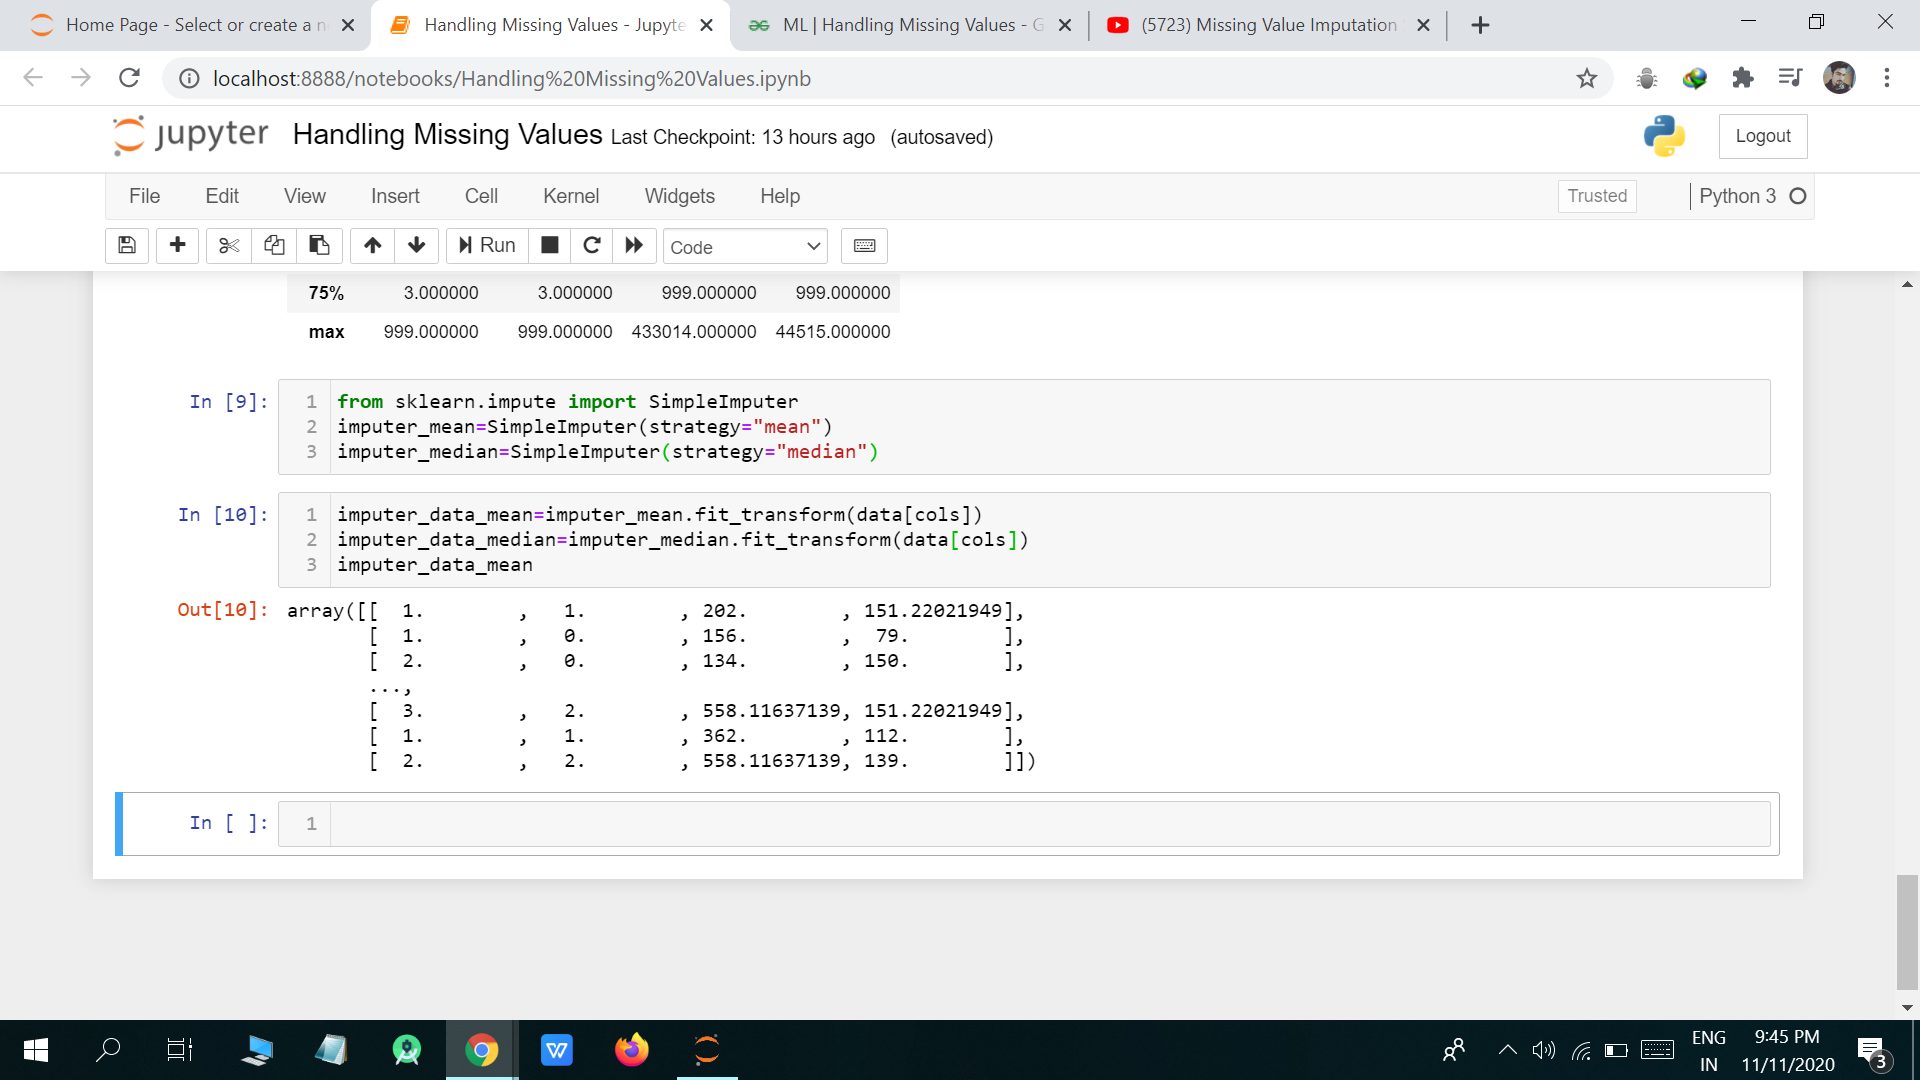 Home Page - Select or create a n
Handling Missing Values - Jupyte
ML | Handling Missing Values - G
(5723) Missing Value Imputation
localhost:8888/notebooks/Handling%20Missing%20Values.ipynb
jupyter Handling Missing Values Last Checkpoint: 13 hours ago (autosaved)
Logout
File Edit View Insert Cell Kernel Widgets Help
Trusted
Python 3
Run
Code
75% 3.000000 3.000000 999.000000 999.000000
max 999.000000 999.000000 433014.000000 44515.000000
In [9]:
1 from sklearn.impute import SimpleImputer
2 imputer_mean=SimpleImputer(strategy="mean")
3 imputer_median=SimpleImputer(strategy="median")
In [10]:
1 imputer_data_mean=imputer_mean.fit_transform(data[cols])
2 imputer_data_median=imputer_median.fit_transform(data[cols])
3 imputer_data_mean
Out[10]: array([[ 1. , 1. , 202. , 151.22021949],
[ 1. , 0. , 156. , 79. ],
[ 2. , 0. , 134. , 150. ],
...,
[ 3. , 2. , 558.11637139, 151.22021949],
[ 1. , 1. , 362. , 112. ],
[ 2. , 2. , 558.11637139, 139. ]])
In [ ]: 1
W
ENG
IN
9:45 PM
11/11/2020
3